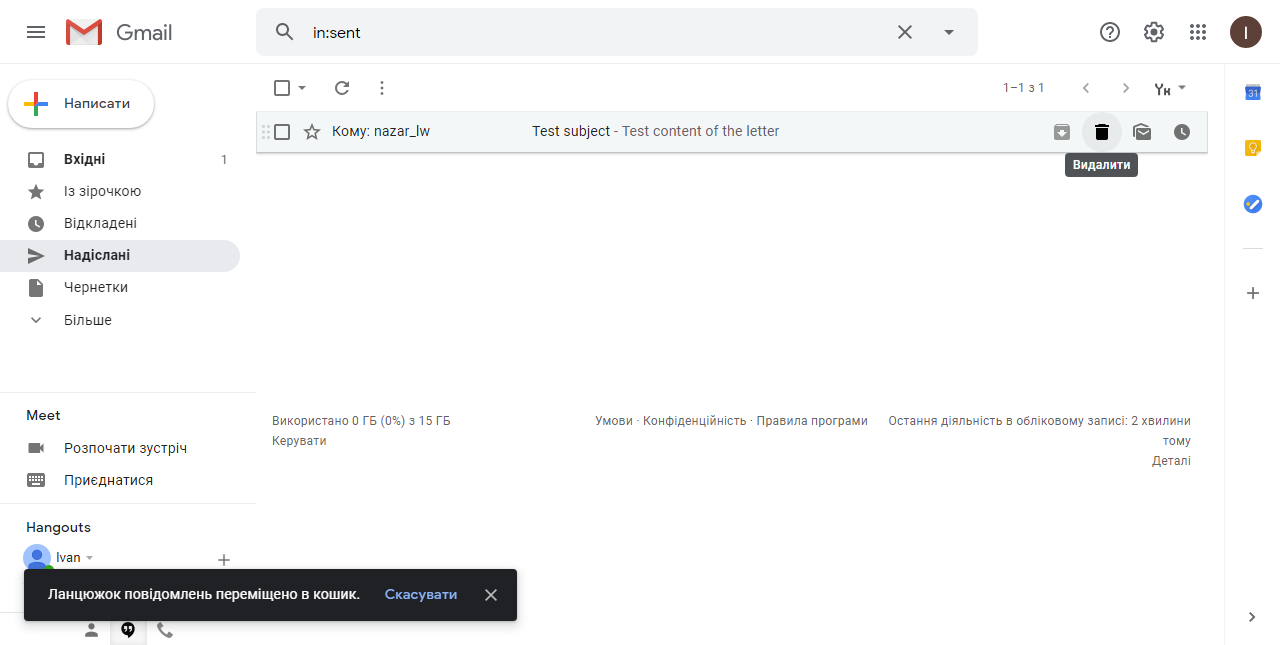 Gmail
in:sent
I
Написати
1–1 з 1
Вхідні 1
Кому: nazar_lw Test subject - Test content of the letter
Видалити
Із зірочкою
Відкладені
Надіслані
Чернетки
Більше
Використано 0 ГБ (0%) з 15 ГБ
Керувати
Умови · Конфіденційність · Правила програми
Остання діяльність в обліковому записі: 2 хвилини
тому
Деталі
Meet
Розпочати зустріч
Приєднатися
Hangouts
Ivan
Ланцюжок повідомлень переміщено в кошик. Скасувати
31